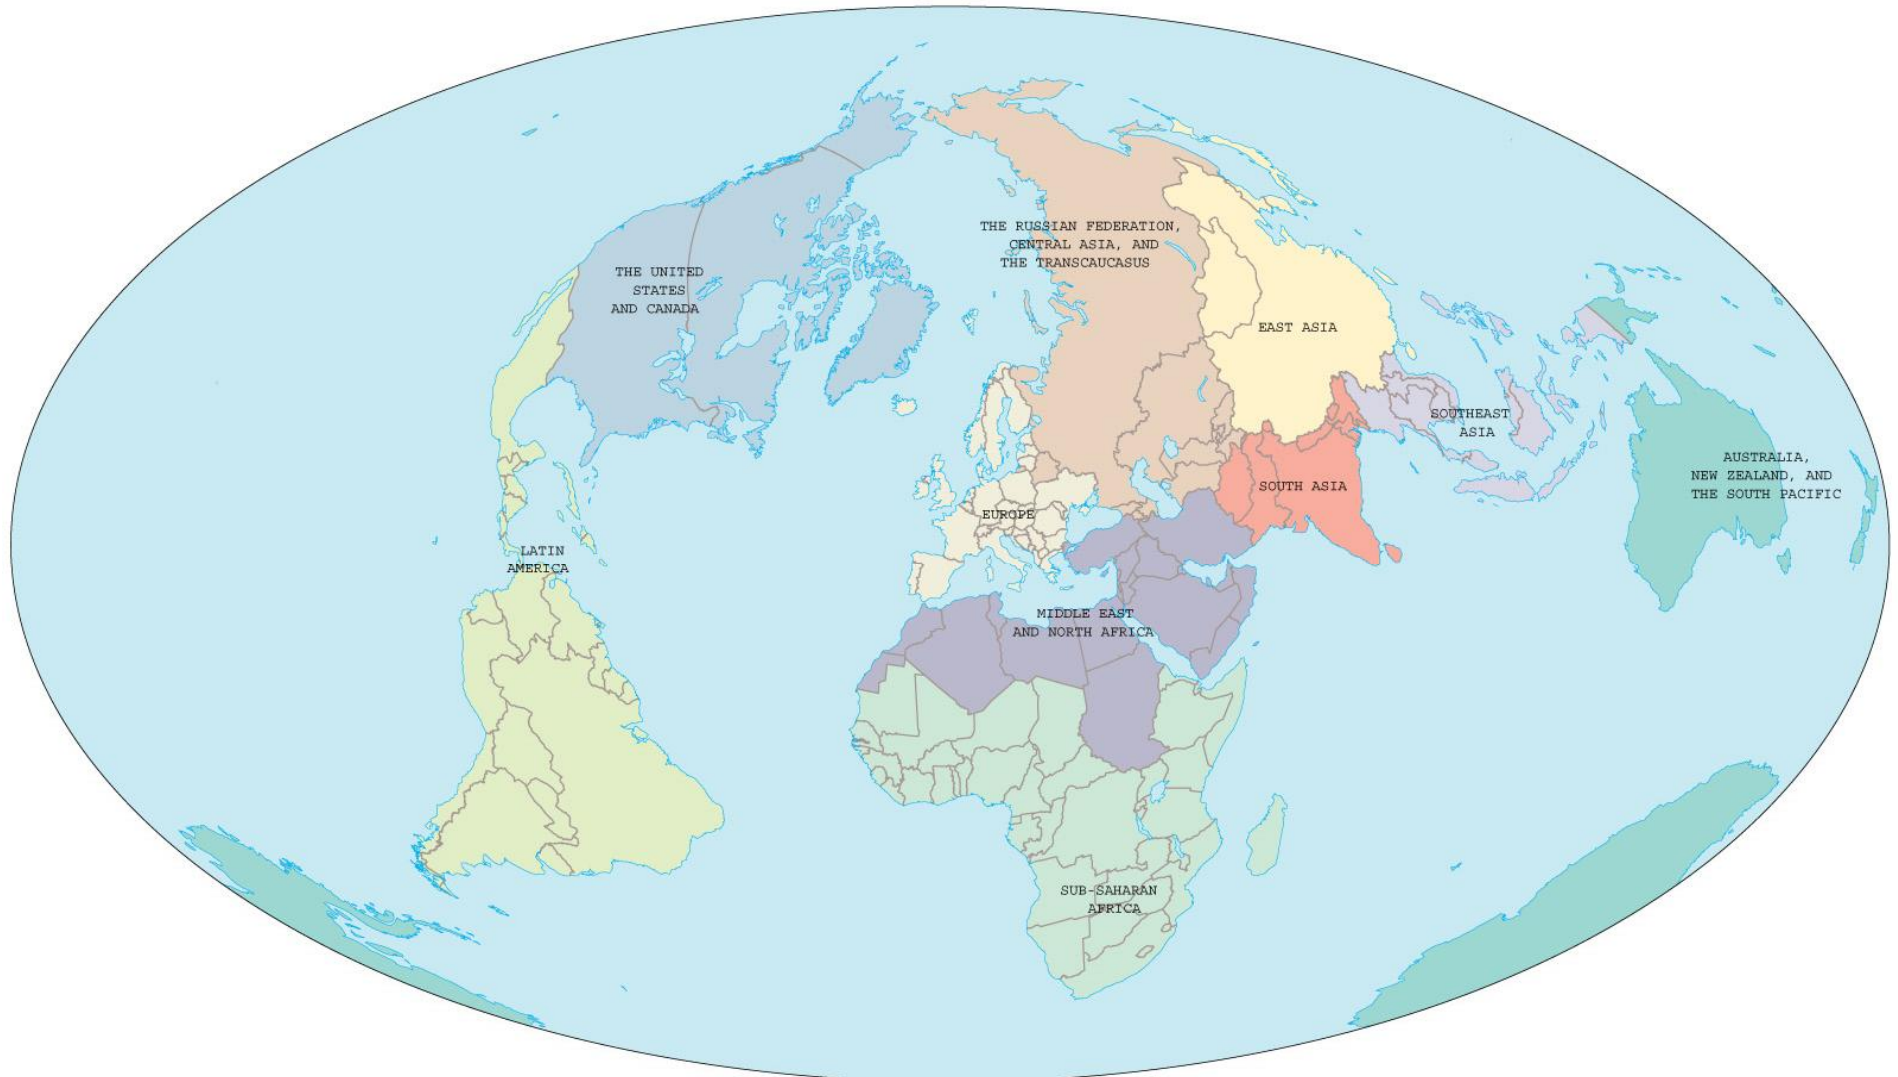 THE RUSSIAN FEDERATION,
CENTRAL ASIA, AND
THE TRANSCAUCASUS
THE UNITED
STATES
AND CANADA
EAST ASIA
SOUTHEAST
ASIA
AUSTRALIA,
NEW ZEALAND, AND
THE SOUTH PACIFIC
SOUTH ASIA
EUROPE
LATIN
AMERICA
MIDDLE EAST
AND NORTH AFRICA
SUB-SAHARAN
AFRICA